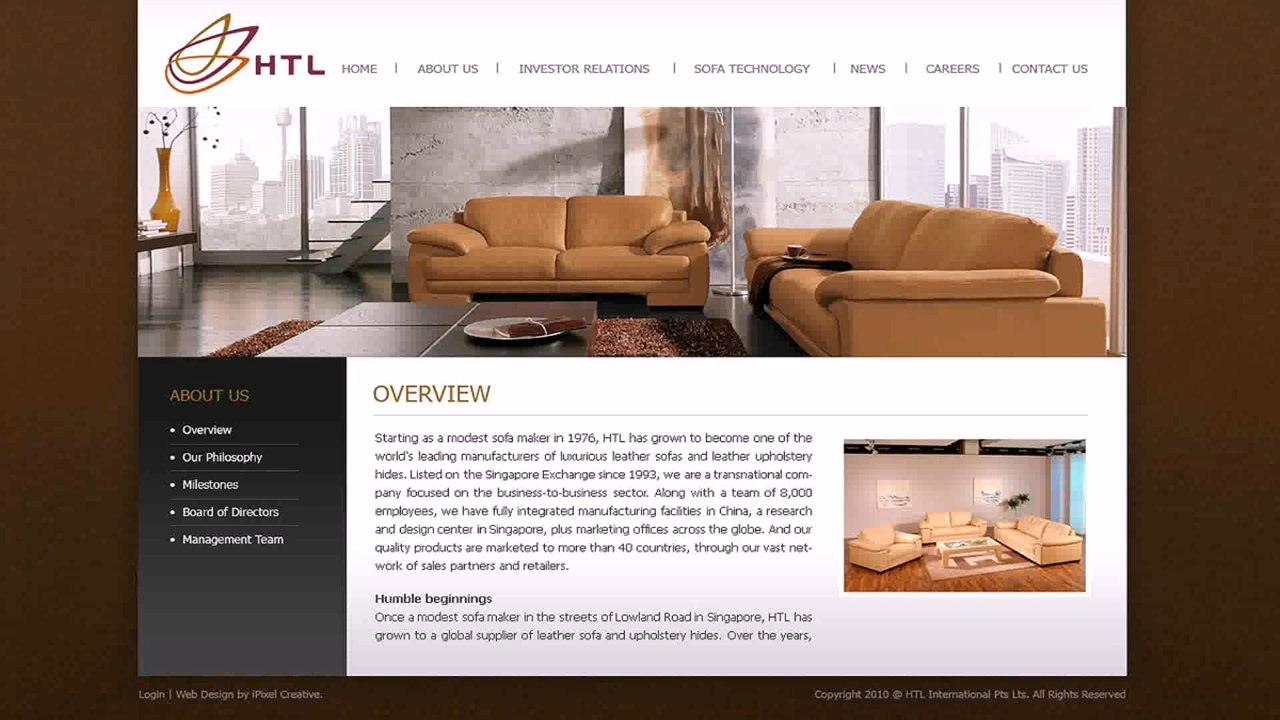 HTL
HOME | ABOUT US | INVESTOR RELATIONS | SOFA TECHNOLOGY | NEWS | CAREERS | CONTACT US
ABOUT US
• Overview
• Our Philosophy
• Milestones
• Board of Directors
• Management Team
OVERVIEW
Starting as a modest sofa maker in 1976, HTL has grown to become one of the
world's leading manufacturers of luxurious leather sofas and leather upholstery
hides. Listed on the Singapore Exchange since 1993, we are a transnational com-
pany focused on the business-to-business sector. Along with a team of 8,000
employees, we have fully integrated manufacturing facilities in China, a research
and design center in Singapore, plus marketing offices across the globe. And our
quality products are marketed to more than 40 countries, through our vast net-
work of sales partners and retailers.
Humble beginnings
Once a modest sofa maker in the streets of Lowland Road in Singapore, HTL has
grown to a global supplier of leather sofa and upholstery hides. Over the years,
Login | Web Design by iPixel Creative.
Copyright 2010 @ HTL International Pts Lts. All Rights Reserved